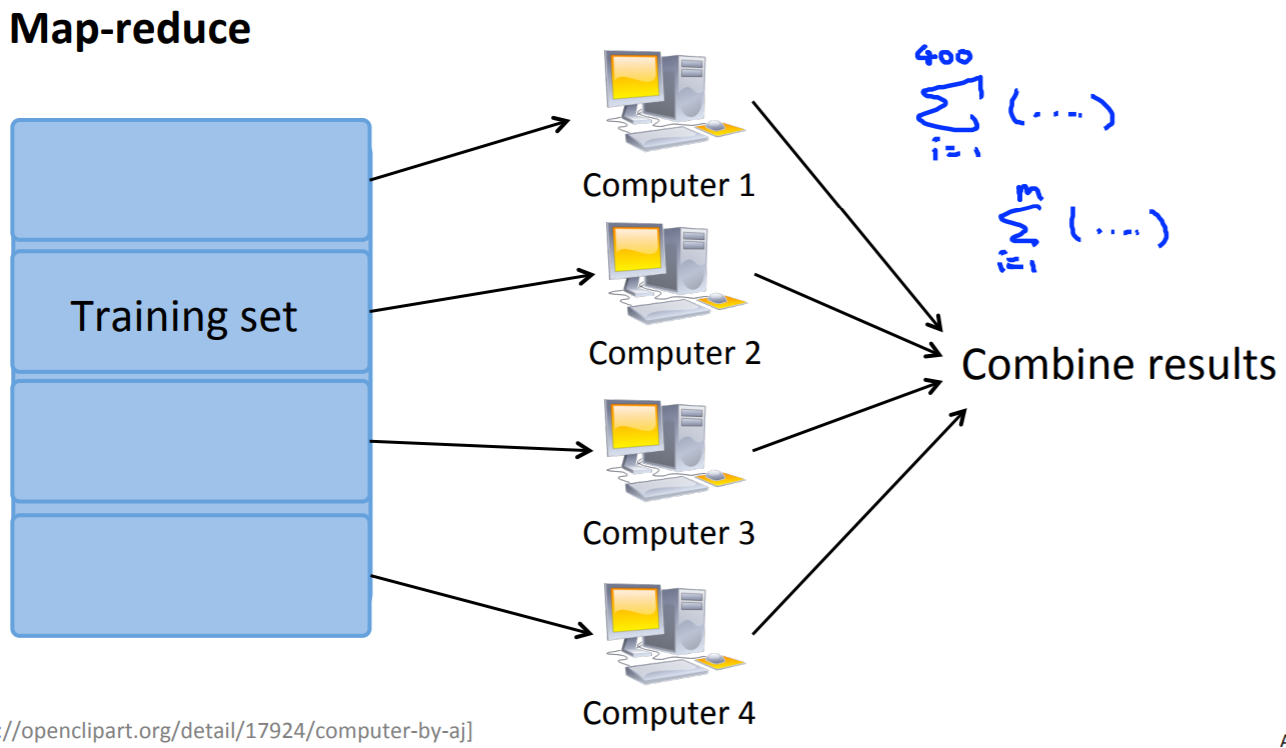 Map-reduce
400
∑ (....)
i=1
m
∑ (....)
i=1
Training set
Computer 1
Computer 2
Combine results
Computer 3
Computer 4
://openclipart.org/detail/17924/computer-by-aj]
A